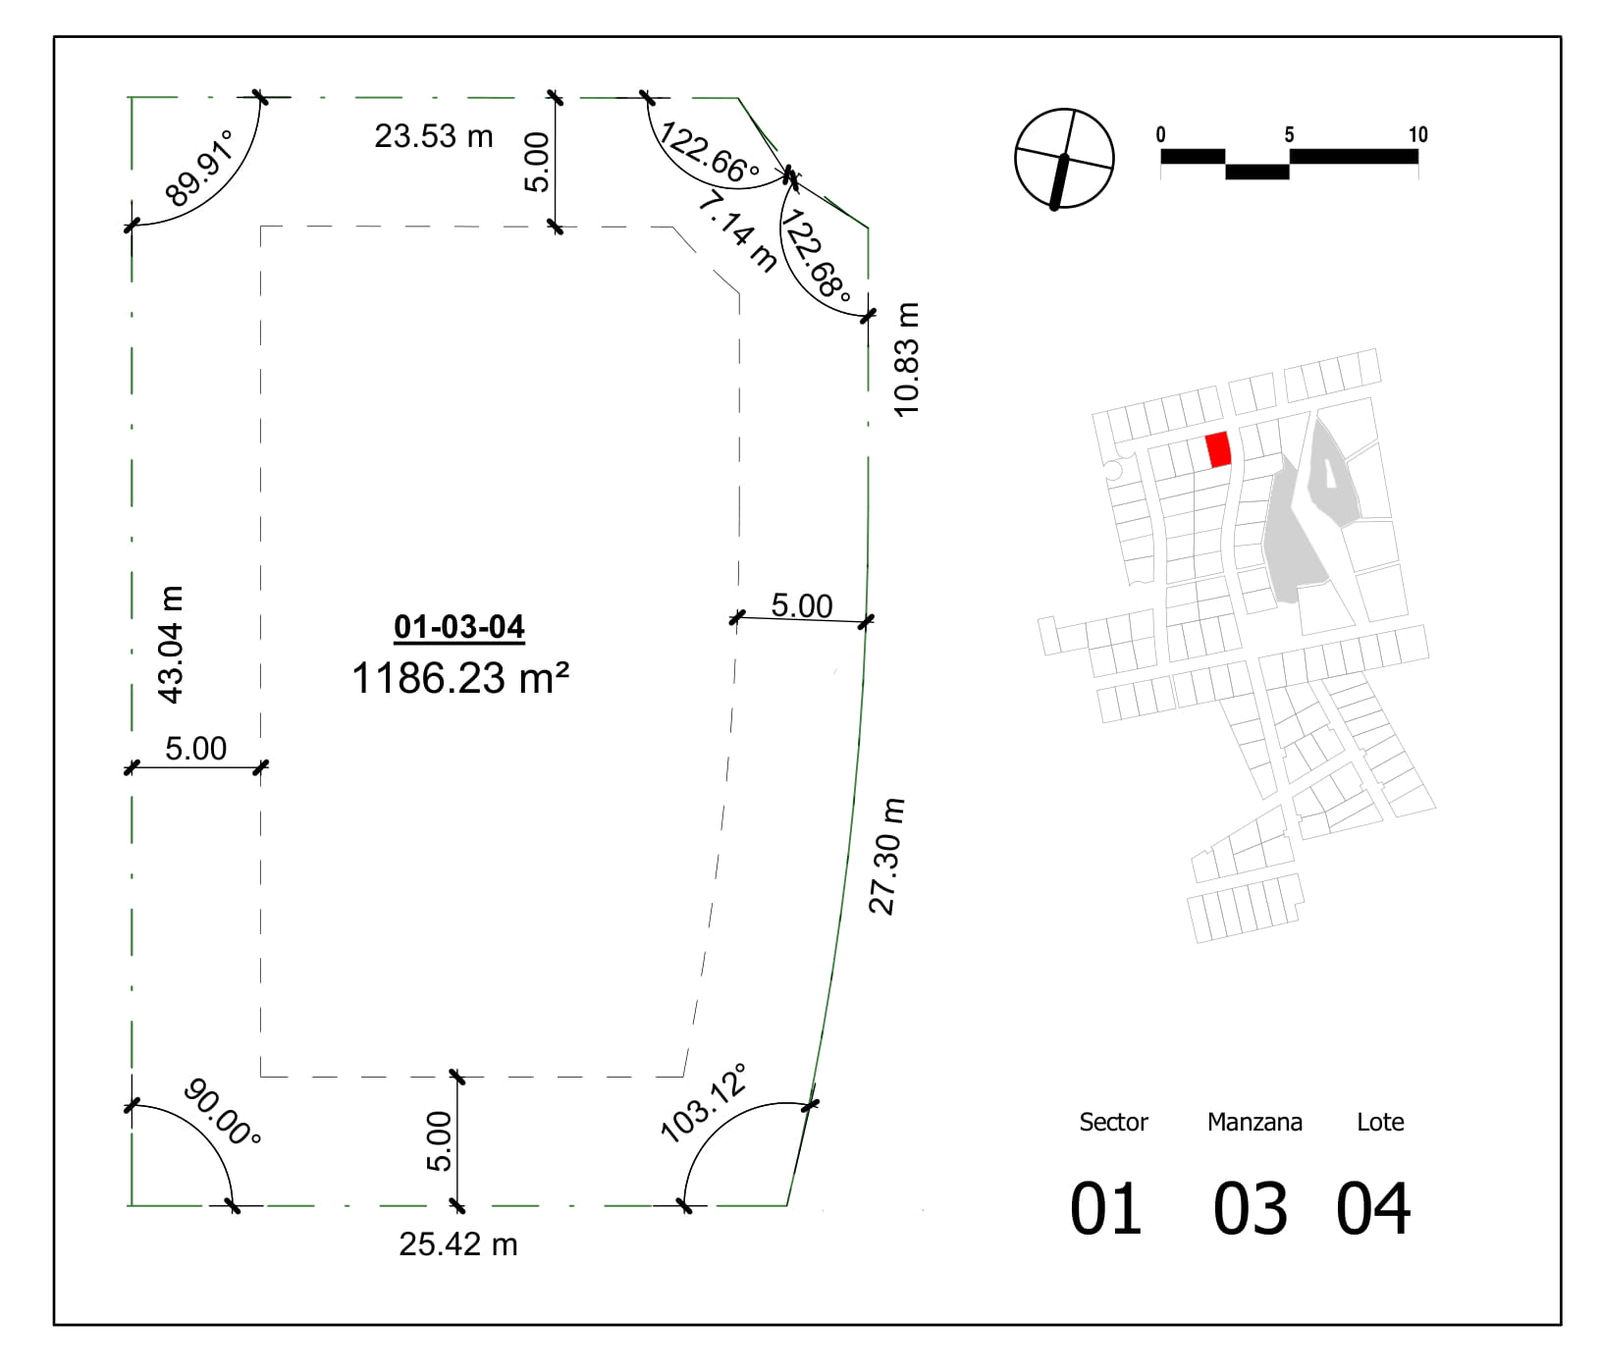 23.53 m
89.91°
5.00
122.66°
7.14 m
122.68°
10.83 m
0 5 10
43.04 m
01-03-04
1186.23 m²
5.00
5.00
27.30 m
90.00°
5.00
103.12°
25.42 m
Sector Manzana Lote
01 03 04